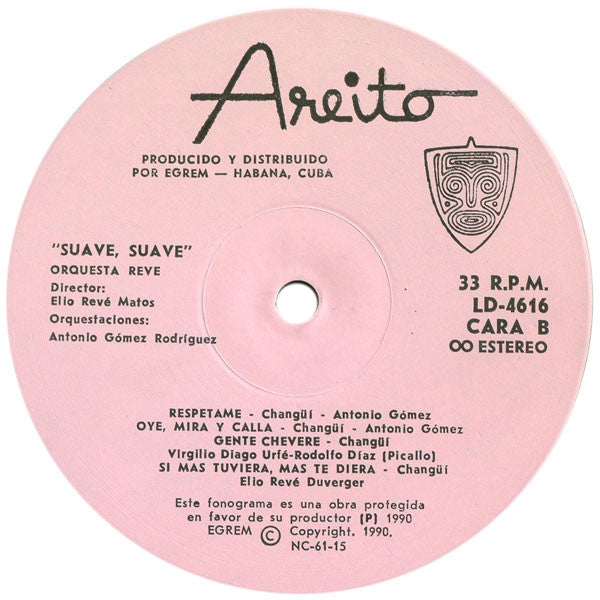 Areito
PRODUCIDO Y DISTRIBUIDO
POR EGREM — HABANA, CUBA
"SUAVE, SUAVE"
ORQUESTA REVE
Director:
Elio Revé Matos
Orquestaciones:
Antonio Gómez Rodríguez
33 R.P.M.
LD-4616
CARA B
OO ESTEREO
RESPETAME - Changüí - Antonio Gómez
OYE, MIRA Y CALLA - Changüí - Antonio Gómez
GENTE CHEVERE - Changüí
Virgilio Diago Urfé-Rodolfo Díaz (Picallo)
SI MAS TUVIERA, MAS TE DIERA - Changüí
Elio Revé Duverger
Este fonograma es una obra protegida
en favor de su productor (P) 1990
EGREM © Copyright. 1990.
NC-61-15